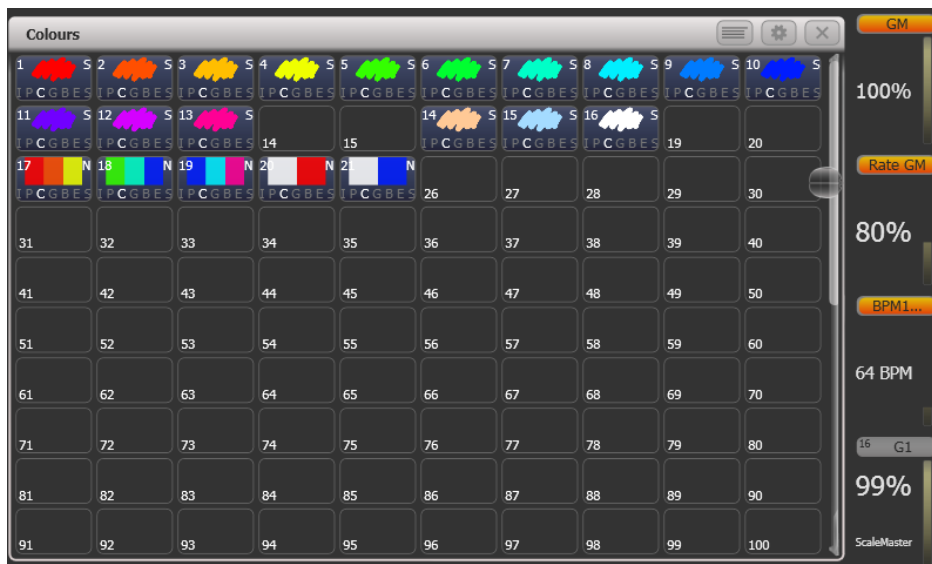 Colours
GM
1 S 2 S 3 S 4 S 5 S 6 S 7 S 8 S 9 S 10 S
IPCGBES IPCGBES IPCGBES IPCGBES IPCGBES IPCGBES IPCGBES IPCGBES IPCGBES IPCGBES
100%
11 S 12 S 13 S 14 S 15 S 16 S
IPCGBES IPCGBES IPCGBES 14 15 IPCGBES IPCGBES IPCGBES 19 20
17 N 18 N 19 N 20 N 21 N
Rate GM
IPCGBES IPCGBES IPCGBES IPCGBES IPCGBES 26 27 28 29 30
80%
31 32 33 34 35 36 37 38 39 40
41 42 43 44 45 46 47 48 49 50
BPM1...
51 52 53 54 55 56 57 58 59 60
64 BPM
61 62 63 64 65 66 67 68 69 70
71 72 73 74 75 76 77 78 79 80
16 G1
81 82 83 84 85 86 87 88 89 90
99%
91 92 93 94 95 96 97 98 99 100
ScaleMaster